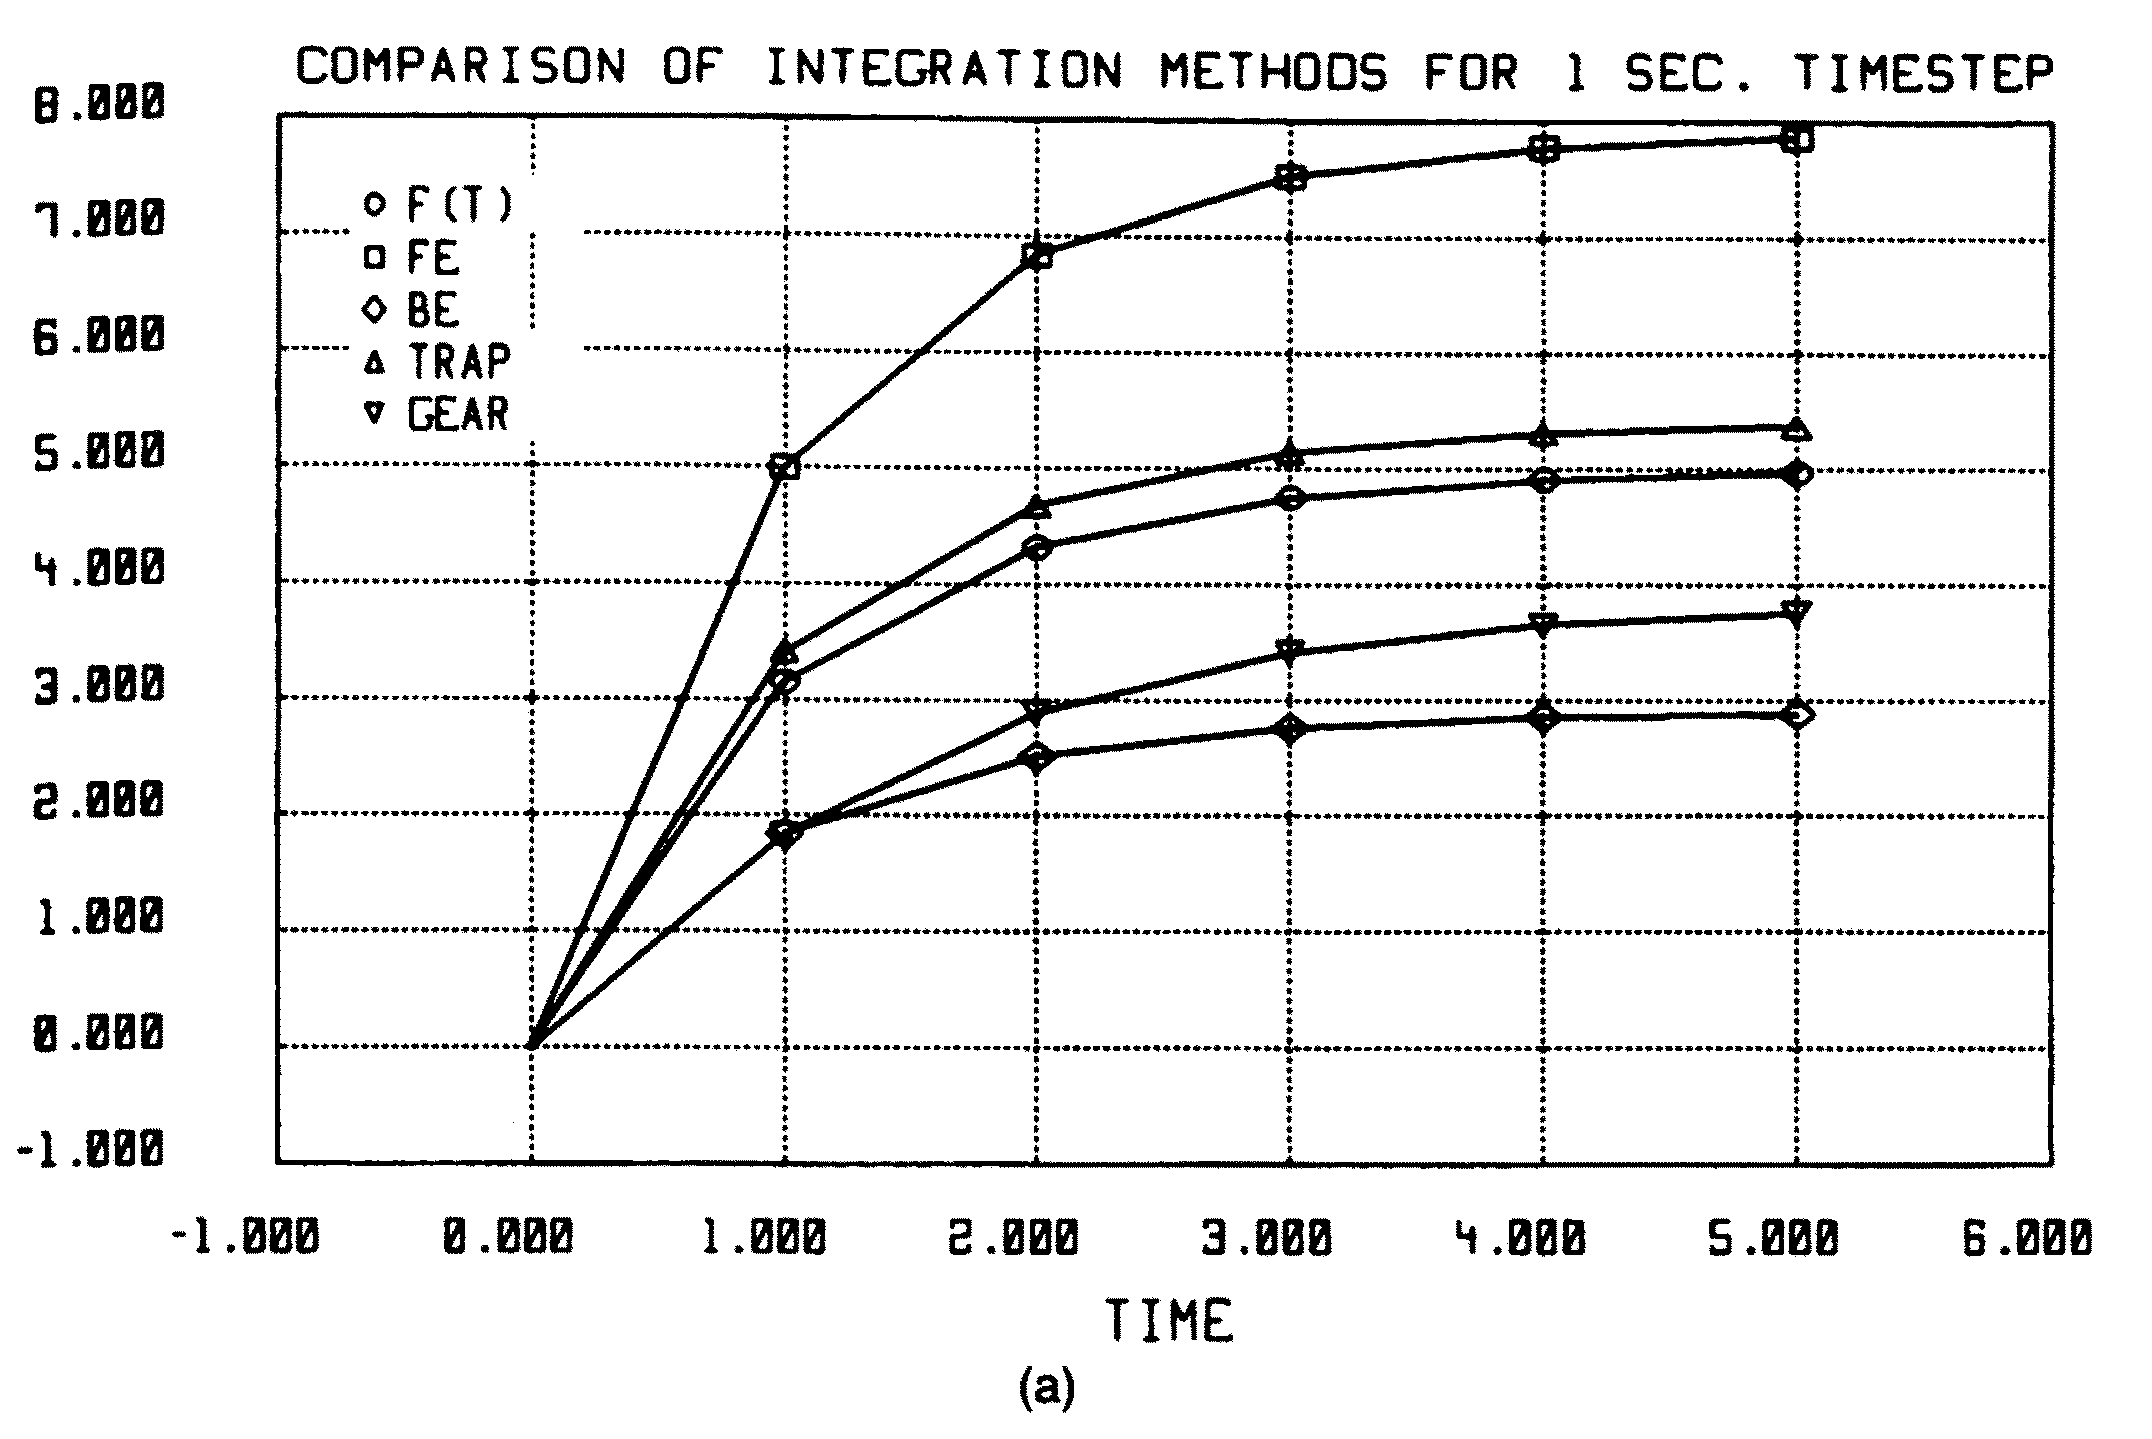 COMPARISON OF INTEGRATION METHODS FOR 1 SEC. TIMESTEP
8.000
7.000
6.000
5.000
4.000
3.000
2.000
1.000
0.000
-1.000
F(T)
FE
BE
TRAP
GEAR
-1.000 0.000 1.000 2.000 3.000 4.000 5.000 6.000
TIME
(a)